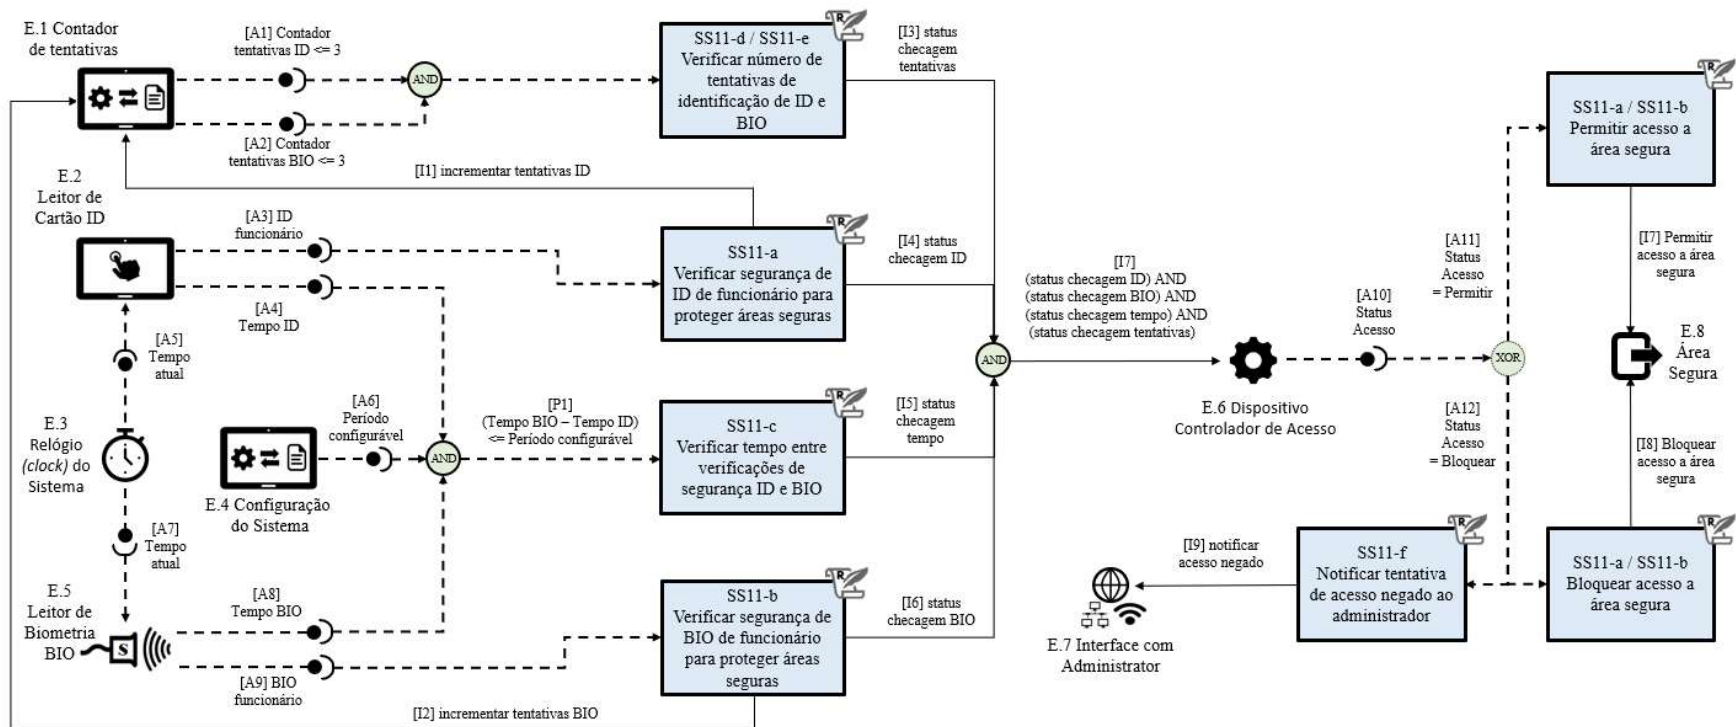 E.1 Contador
de tentativas
[A1] Contador
tentativas ID <= 3
AND
[A2] Contador
tentativas BIO <= 3
SS11-d / SS11-e
Verificar número de
tentativas de
identificação de ID e
BIO
R
[I3] status
checagem
tentativas
[I1] incrementar tentativas ID
E.2
Leitor de
Cartão ID
[A3] ID
funcionário
[A4]
Tempo ID
SS11-a
Verificar segurança de
ID de funcionário para
proteger áreas seguras
R
[I4] status
checagem ID
[A5]
Tempo
atual
E.3
Relógio
(clock) do
Sistema
[A7]
Tempo
atual
[A6]
Período
configurável
E.4 Configuração
do Sistema
AND
[P1]
(Tempo BIO – Tempo ID)
<= Período configurável
SS11-c
Verificar tempo entre
verificações de
segurança ID e BIO
R
[I5] status
checagem
tempo
E.5
Leitor de
Biometria
BIO
S
[A8]
Tempo BIO
[A9] BIO
funcionário
SS11-b
Verificar segurança de
BIO de funcionário
para proteger áreas
seguras
R
[I6] status
checagem BIO
[I2] incrementar tentativas BIO
AND
[I7]
(status checagem ID) AND
(status checagem BIO) AND
(status checagem tempo) AND
(status checagem tentativas)
E.6 Dispositivo
Controlador de Acesso
[A10]
Status
Acesso
XOR
[A11]
Status
Acesso
= Permitir
[A12]
Status
Acesso
= Bloquear
SS11-a / SS11-b
Permitir acesso a
área segura
R
[I7] Permitir
acesso a área
segura
E.8
Área
Segura
[I8] Bloquear
acesso a área
segura
SS11-a / SS11-b
Bloquear acesso a
área segura
R
SS11-f
Notificar tentativa
de acesso negado ao
administrador
R
[I9] notificar
acesso negado
E.7 Interface com
Administrator